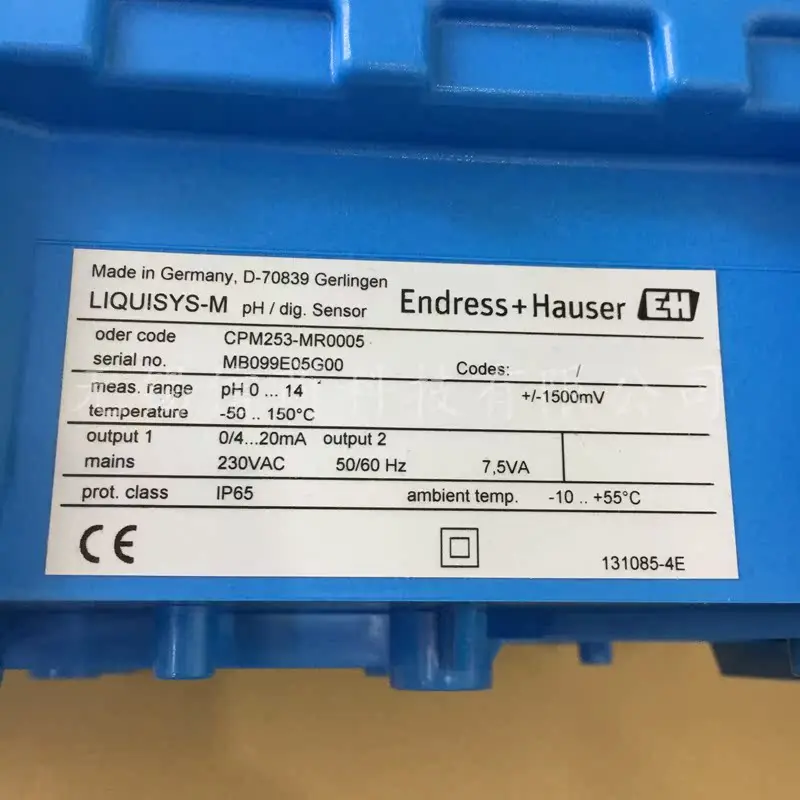 Made in Germany, D-70839 Gerlingen
LIQUISYS-M pH / dig. Sensor Endress+Hauser EH
oder code CPM253-MR0005
serial no. MB099E05G00 Codes: /
meas. range pH 0 ... 14 +/-1500mV
temperature -50 .. 150°C
output 1 0/4...20mA output 2
mains 230VAC 50/60 Hz 7,5VA
prot. class IP65 ambient temp. -10 .. +55°C
CE 131085-4E